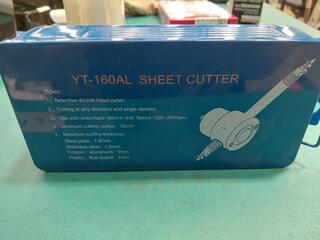 YT-160AL SHEET CUTTER
Spec
1、Selective double head cutter.
2、Cutting in any direction and angle desired.
3、Use with pneumatic electric drill. Speed 1500-3000rpm.
4、Minimum cutting radius: 12mm
5、Maximum cutting thickness:
Steel plate: 1.8mm
Stainless steel: 1.2mm
Copper, aluminium: 2mm
Plastic, fiber board: 1mm